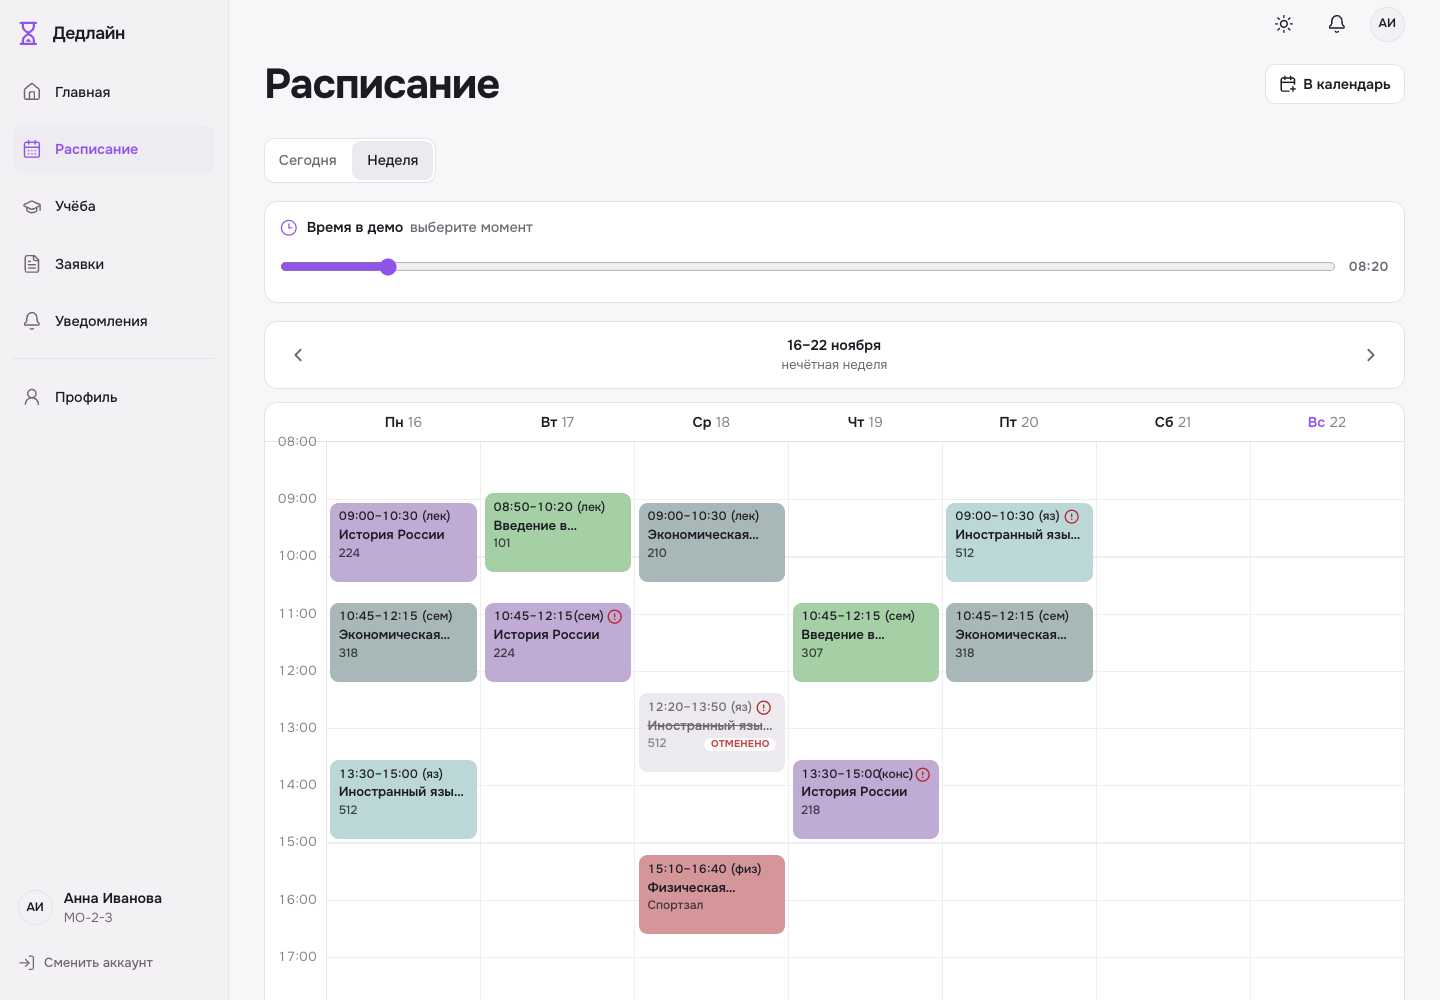 Дедлайн
Главная
Расписание
Учёба
Заявки
Уведомления
Профиль
АИ
Анна Иванова
МО-2-3
Сменить аккаунт
АИ
Расписание
В календарь
Сегодня
Неделя
Время в демо выберите момент
08:20
16–22 ноября
нечётная неделя
Пн 16
Вт 17
Ср 18
Чт 19
Пт 20
Сб 21
Вс 22
08:00
09:00
10:00
11:00
12:00
13:00
14:00
15:00
16:00
17:00
09:00–10:30 (лек)
История России
224
10:45–12:15 (сем)
Экономическая...
318
13:30–15:00 (яз)
Иностранный язы...
512
08:50–10:20 (лек)
Введение в...
101
10:45–12:15(сем)
История России
224
09:00–10:30 (лек)
Экономическая...
210
12:20–13:50 (яз)
Иностранный язы...
512
ОТМЕНЕНО
15:10–16:40 (физ)
Физическая...
Спортзал
10:45–12:15 (сем)
Введение в...
307
13:30–15:00(конс)
История России
218
09:00–10:30 (яз)
Иностранный язы...
512
10:45–12:15 (сем)
Экономическая...
318